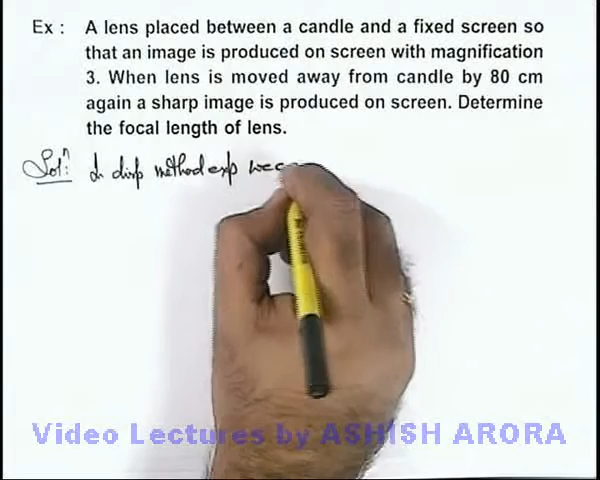 Ex : A lens placed between a candle and a fixed screen so
that an image is produced on screen with magnification
3. When lens is moved away from candle by 80 cm
again a sharp image is produced on screen. Determine
the focal length of lens.
Soln: In disp method exp we
Video Lectures by ASHISH ARORA